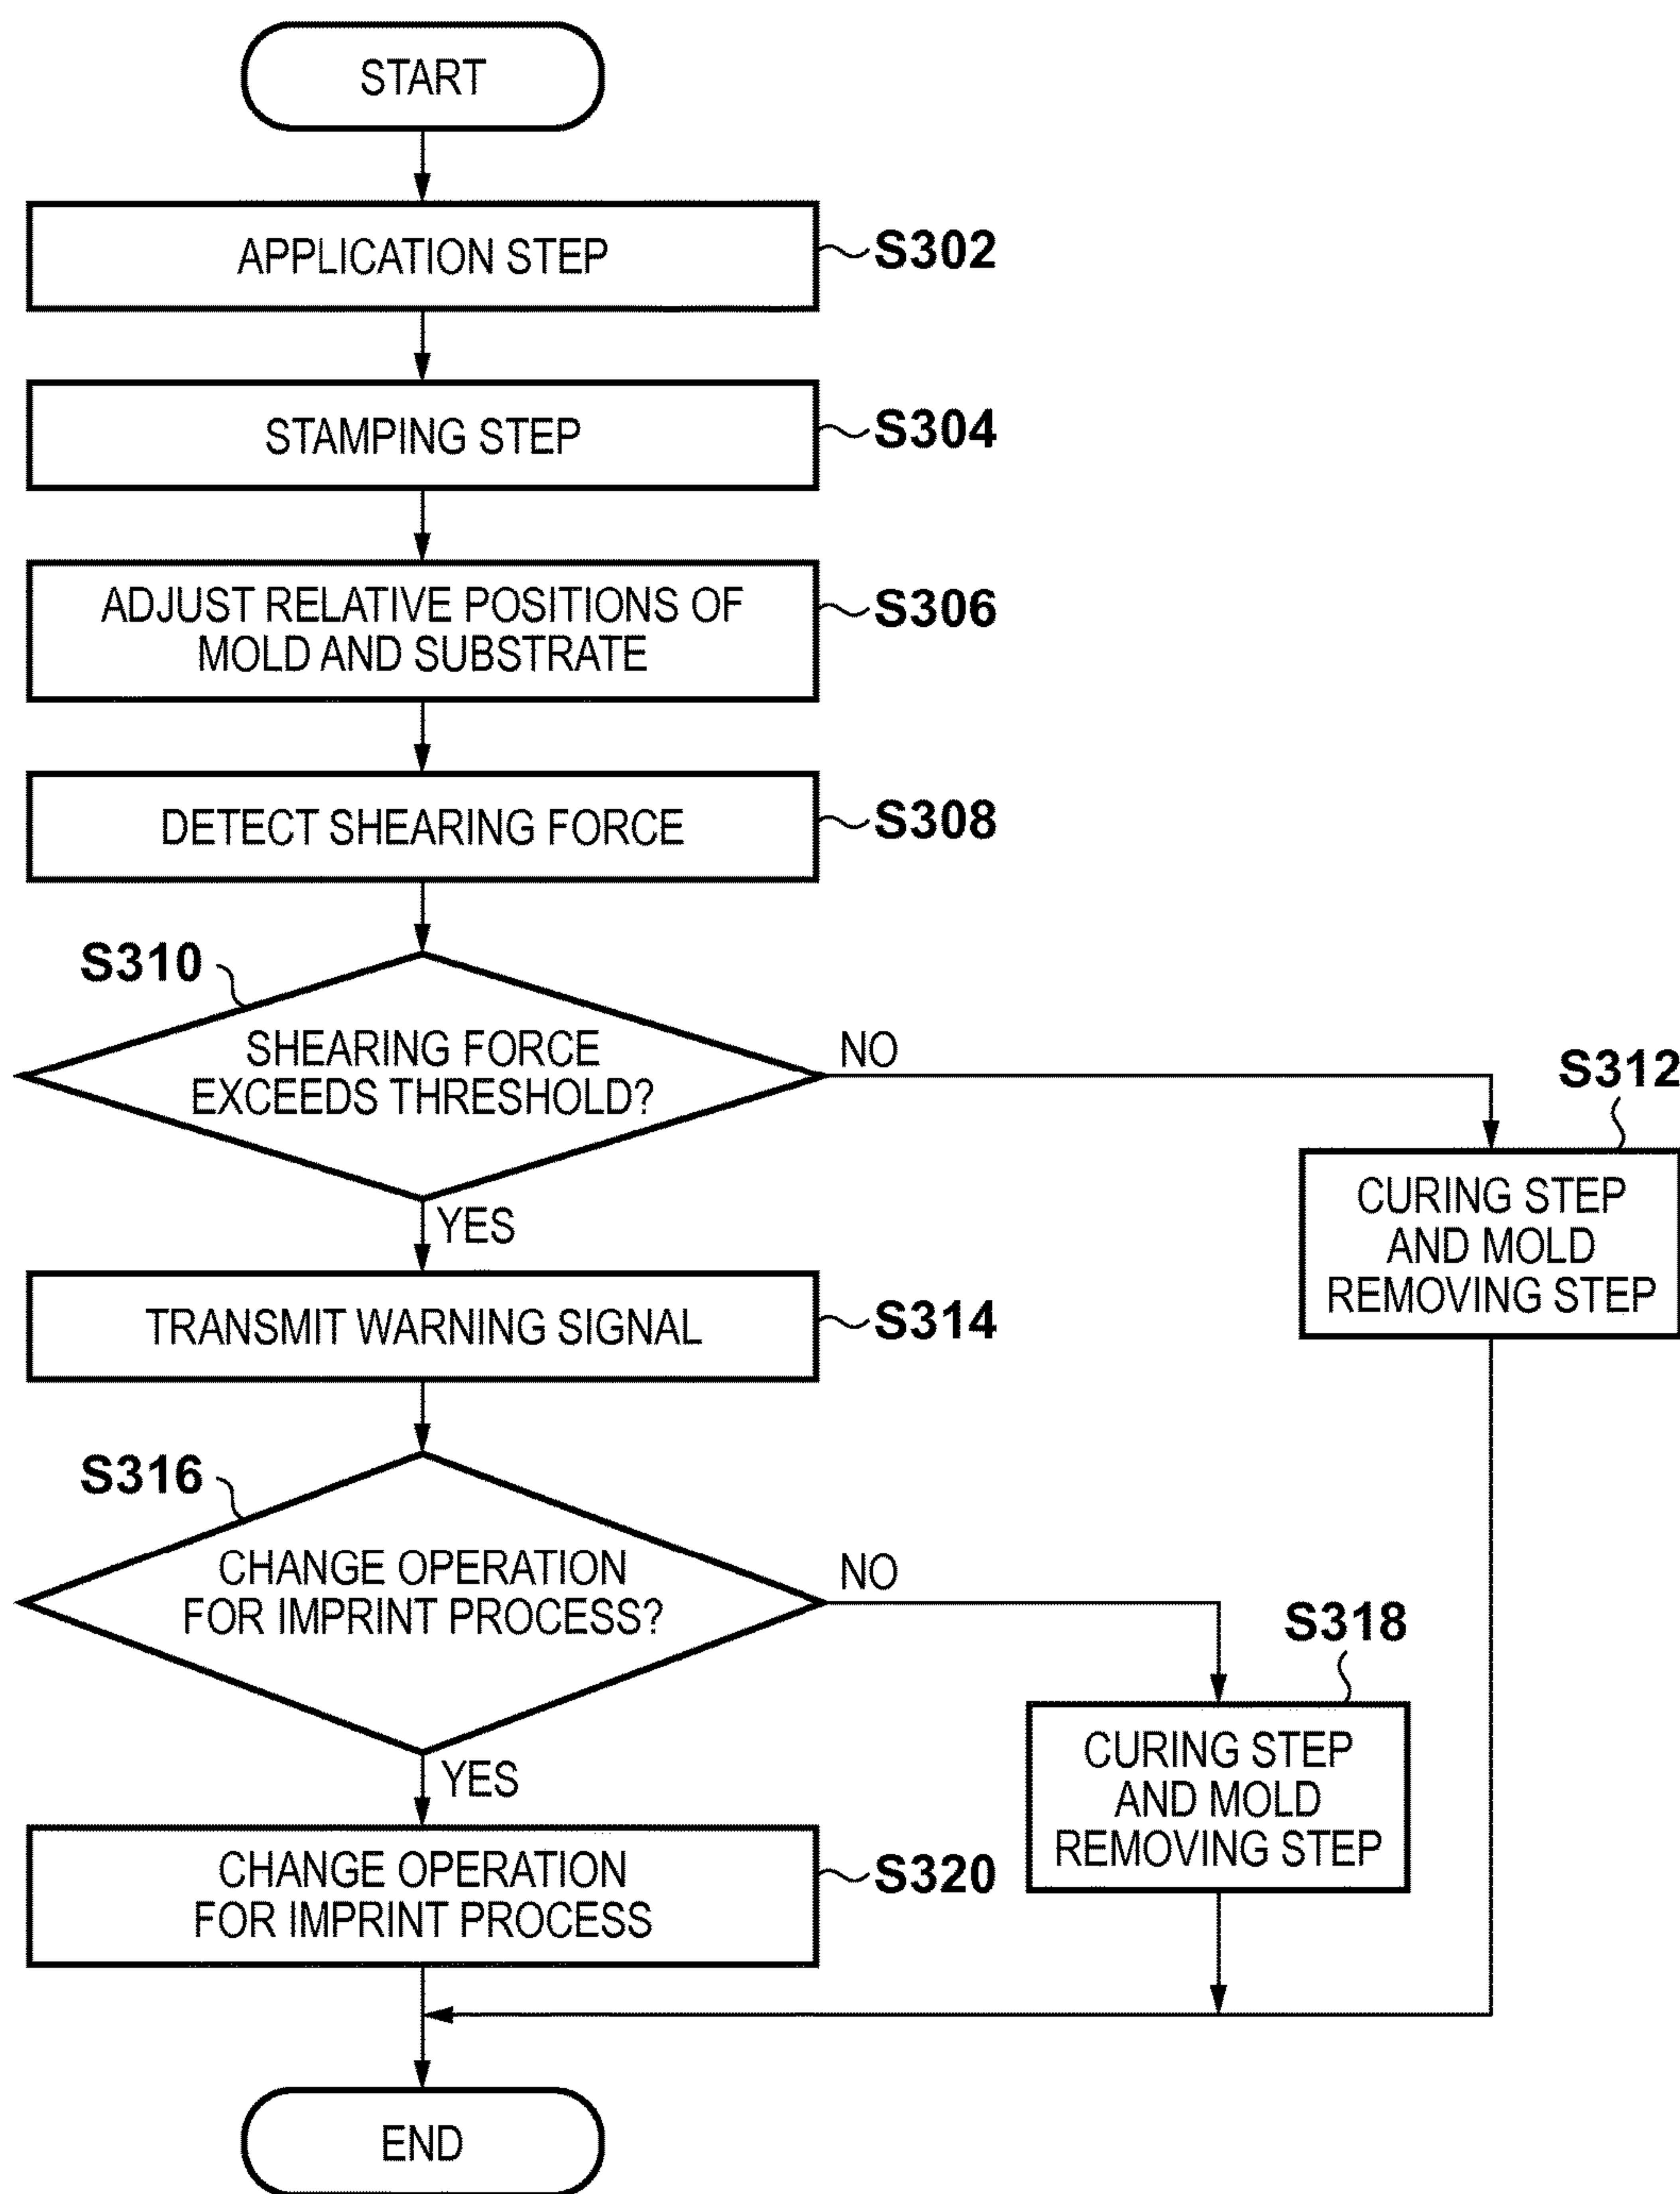 START
APPLICATION STEP
S302
STAMPING STEP
S304
ADJUST RELATIVE POSITIONS OF
MOLD AND SUBSTRATE
S306
DETECT SHEARING FORCE
S308
S310
SHEARING FORCE
EXCEEDS THRESHOLD?
NO
YES
S312
CURING STEP
AND MOLD
REMOVING STEP
TRANSMIT WARNING SIGNAL
S314
S316
CHANGE OPERATION
FOR IMPRINT PROCESS?
NO
YES
S318
CURING STEP
AND MOLD
REMOVING STEP
CHANGE OPERATION
FOR IMPRINT PROCESS
S320
END